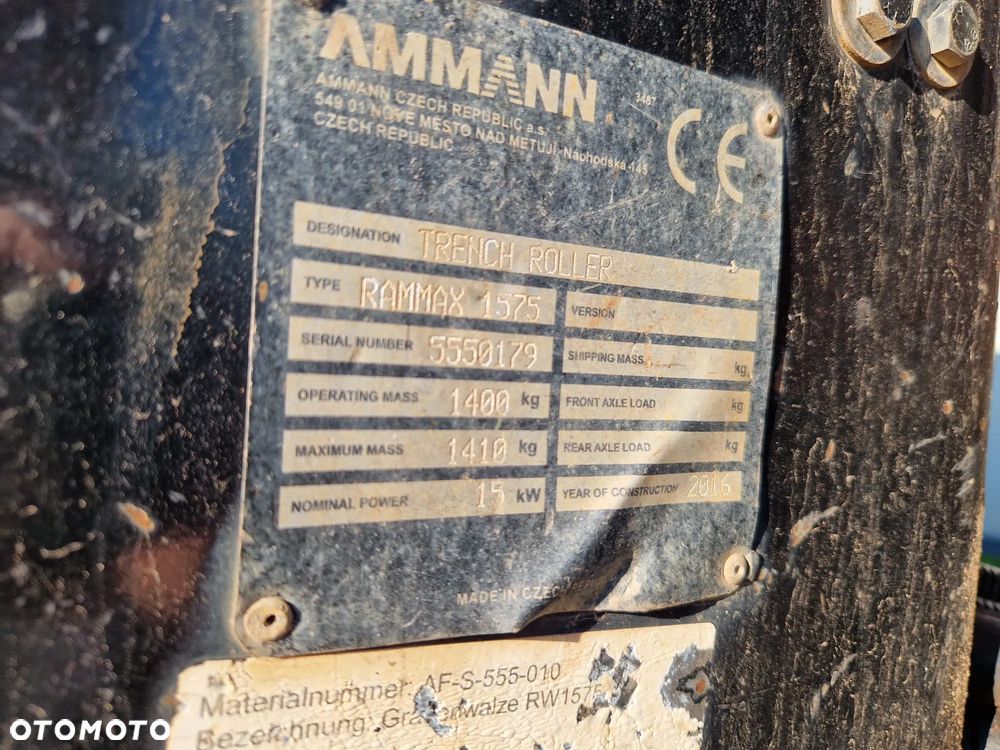 AMMANN
AMMANN CZECH REPUBLIC a.s.
549 01 NOVE MESTO NAD METUJI, Nachodska 145
CZECH REPUBLIC
CE
DESIGNATION TRENCH ROLLER
TYPE RAMMAX 1575
VERSION
SERIAL NUMBER 5550179
SHIPPING MASS kg
OPERATING MASS 1400 kg
FRONT AXLE LOAD kg
MAXIMUM MASS 1410 kg
REAR AXLE LOAD kg
NOMINAL POWER 15 kW
YEAR OF CONSTRUCTION 2016
MADE IN CZECH
Materialnummer: AF-S-555-010
Bezeichnung: Grabenwalze RW1575
OTOMOTO